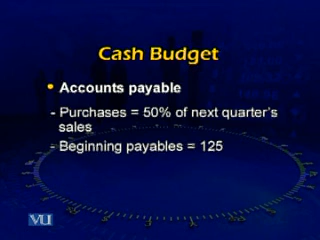 Cash Budget
• Accounts payable
- Purchases = 50% of next quarter's
sales
- Beginning payables = 125
VU